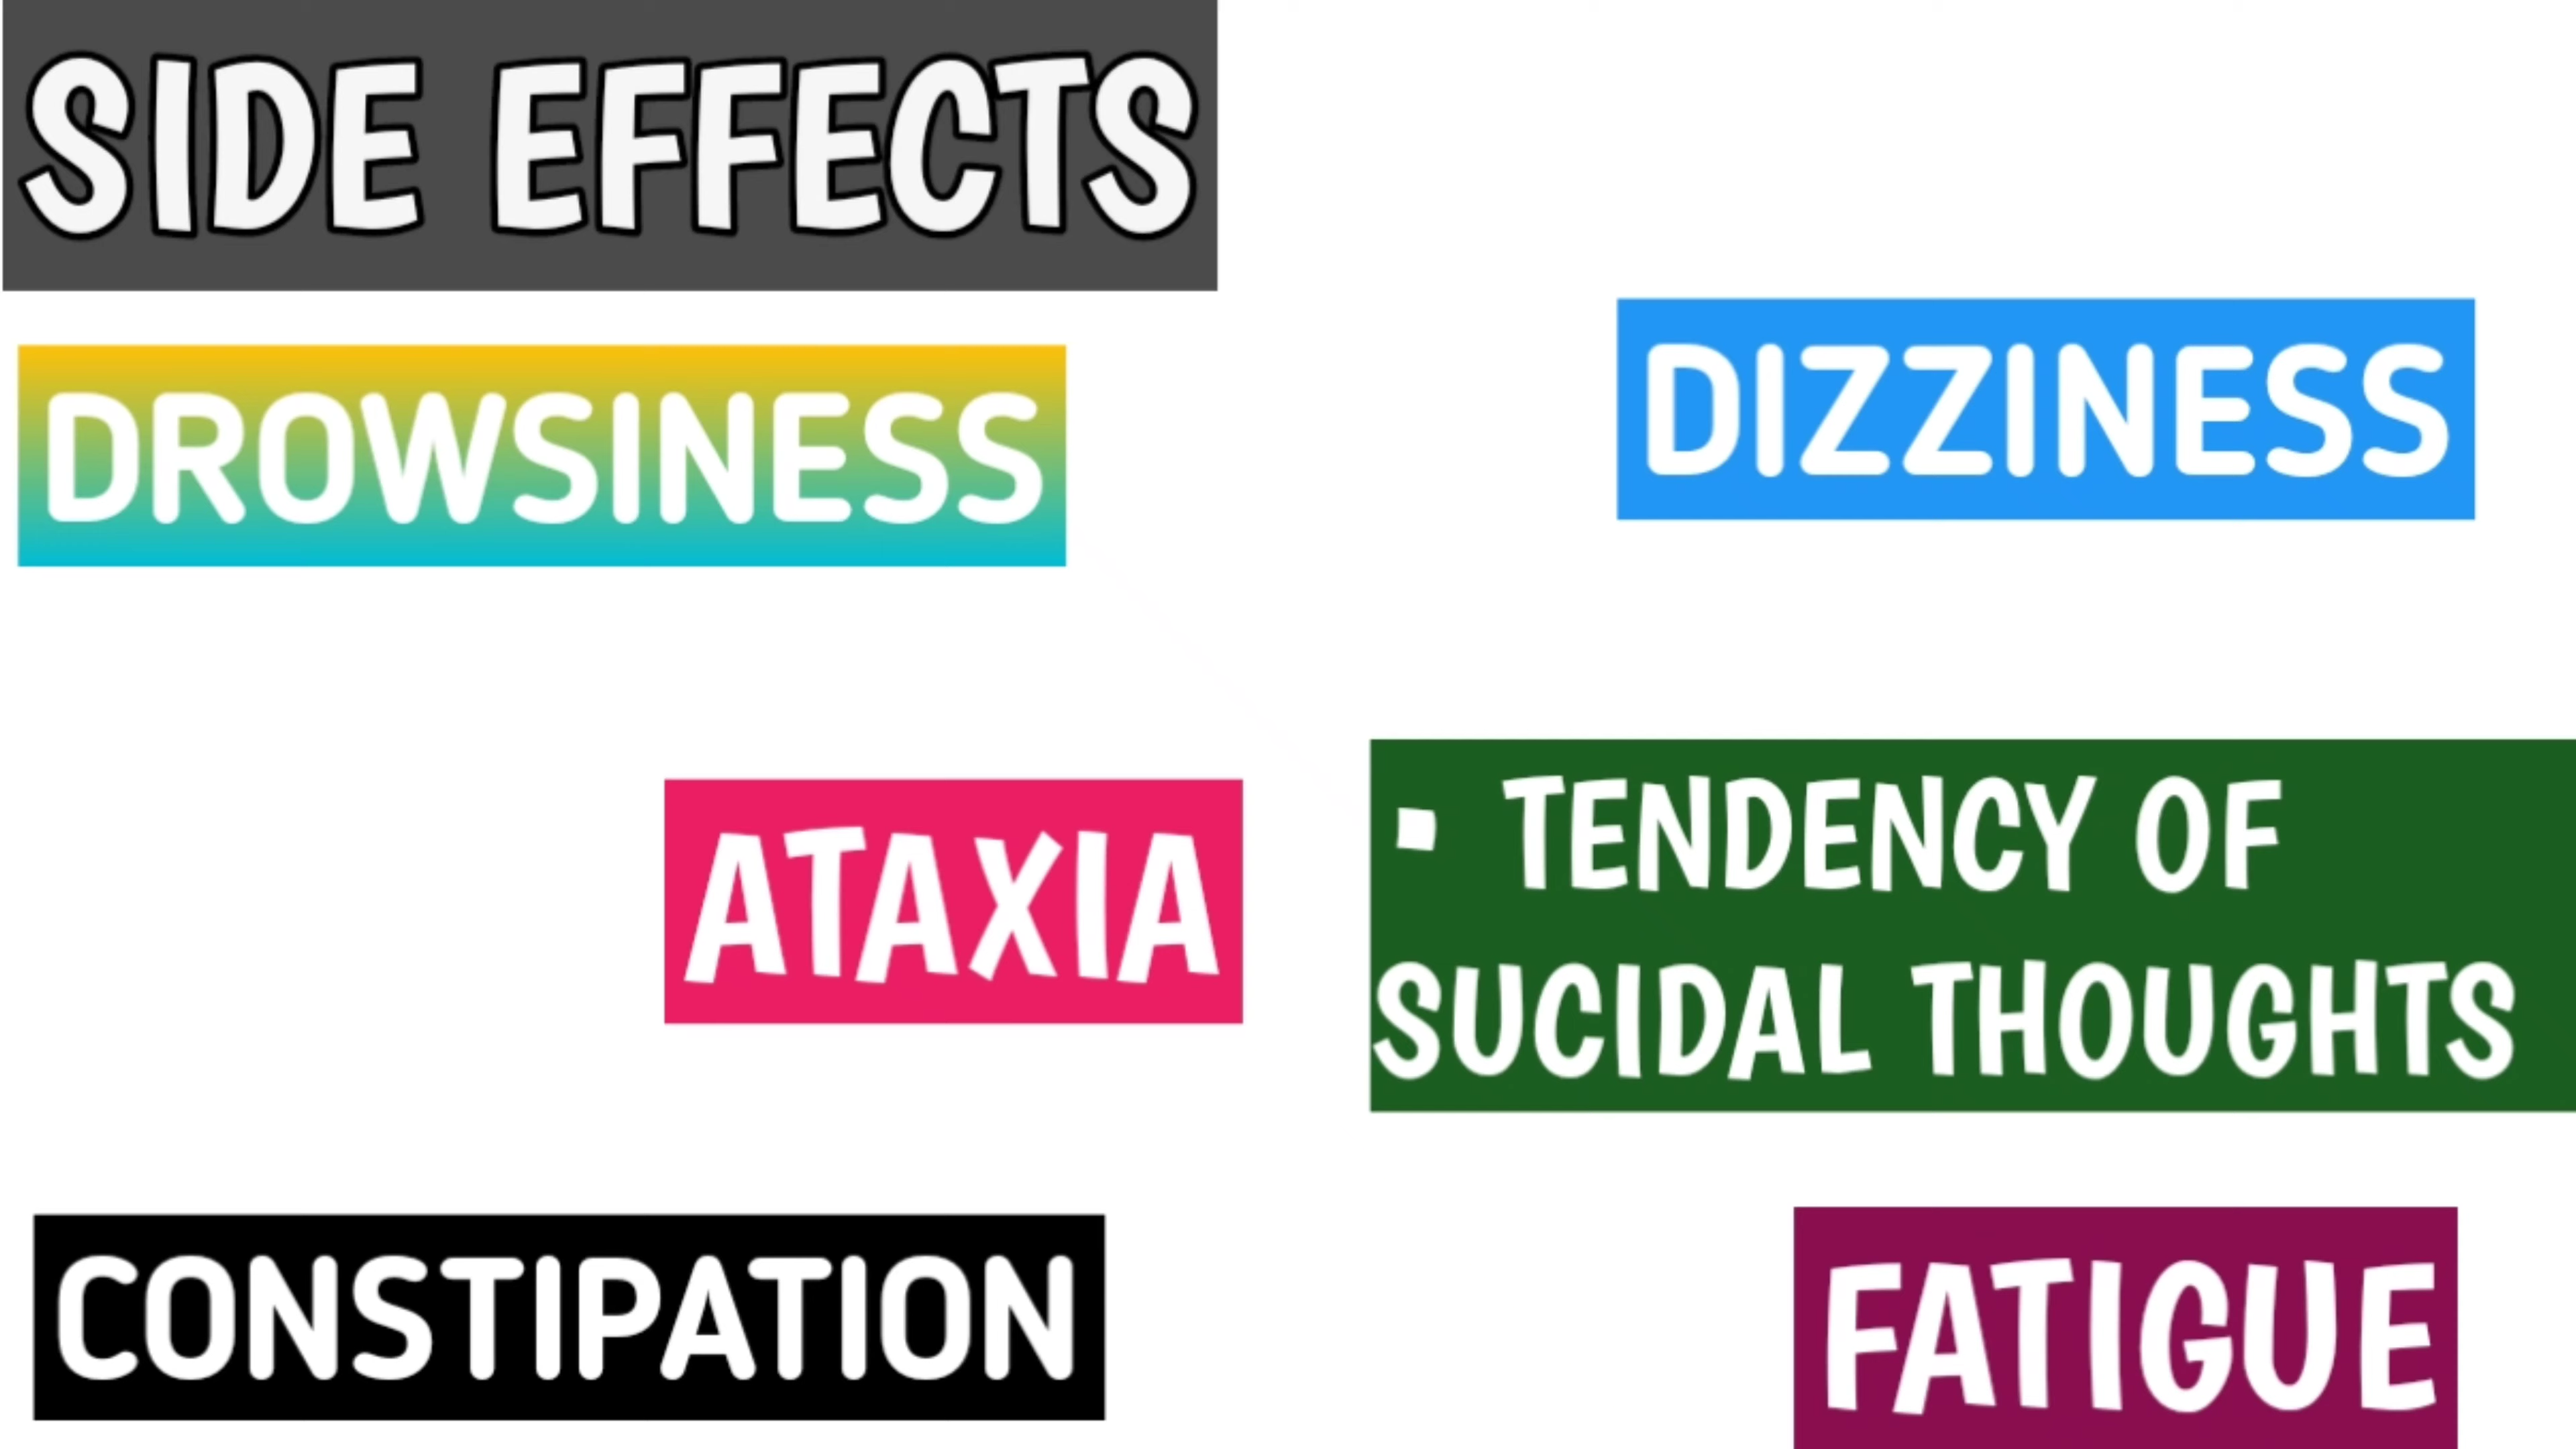 SIDE EFFECTS
DROWSINESS
DIZZINESS
ATAXIA
▪ TENDENCY OF
SUCIDAL THOUGHTS
CONSTIPATION
FATIGUE